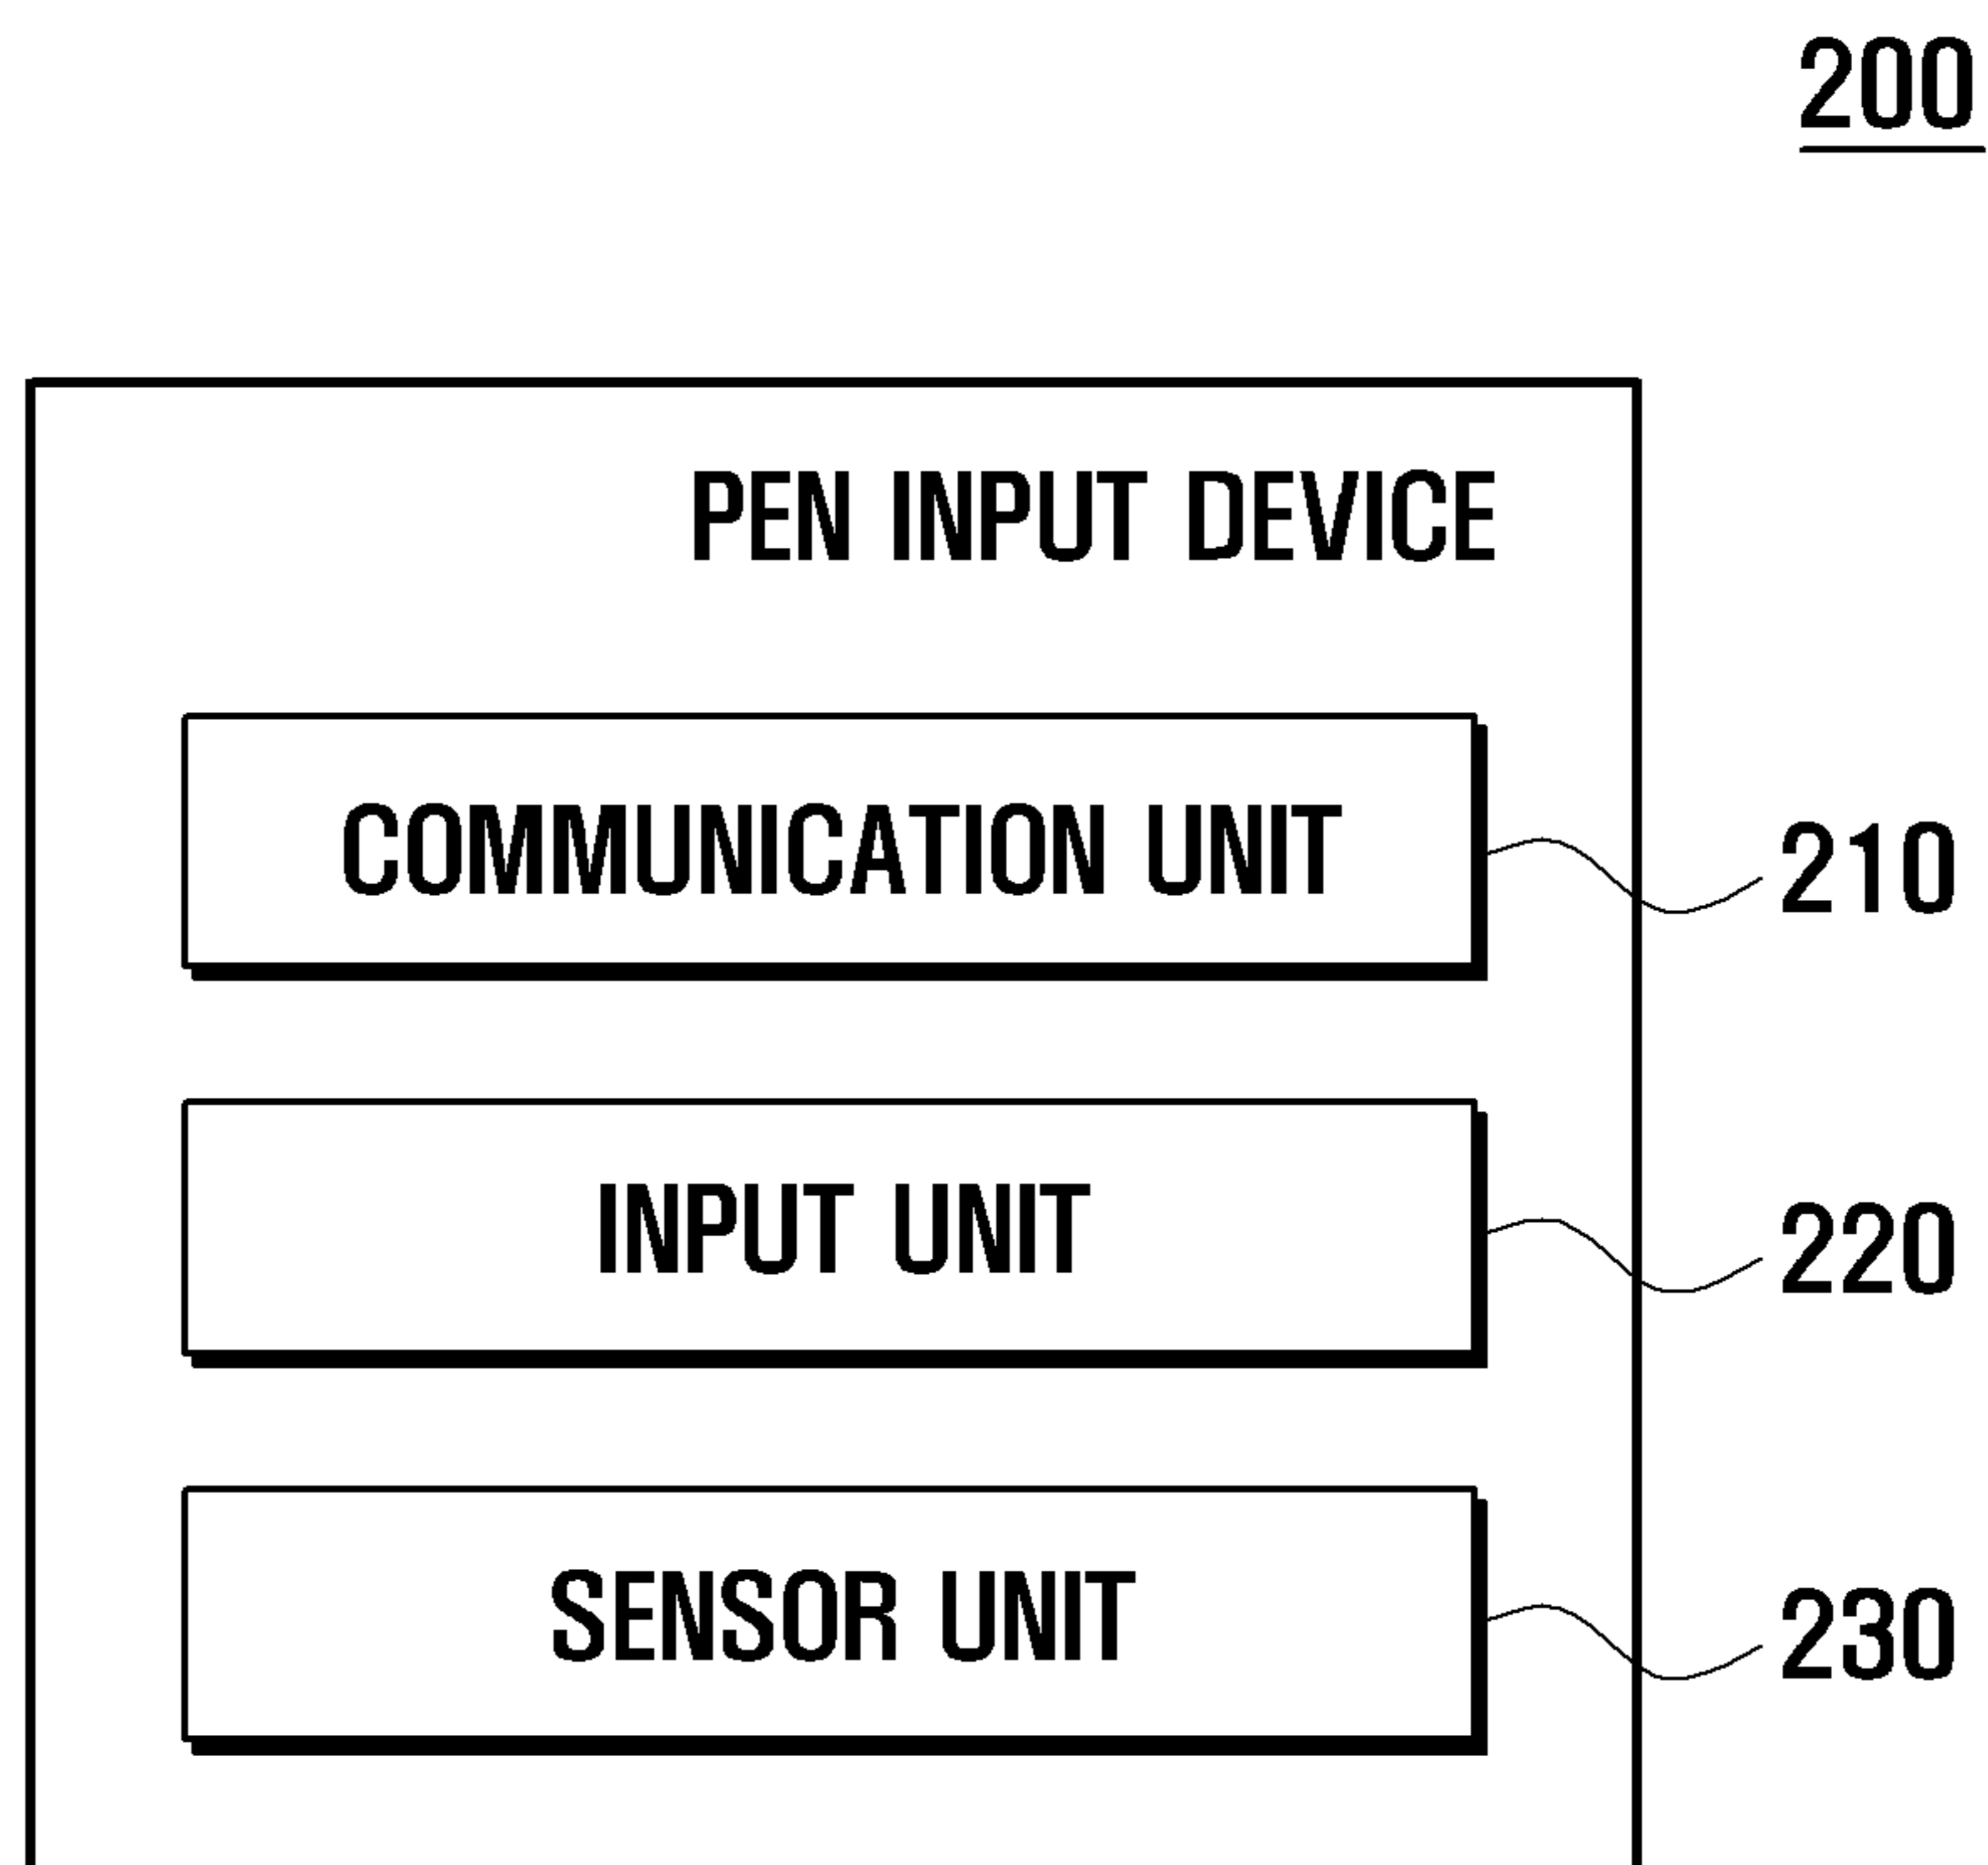 200
PEN INPUT DEVICE
COMMUNICATION UNIT
210
INPUT UNIT
220
SENSOR UNIT
230